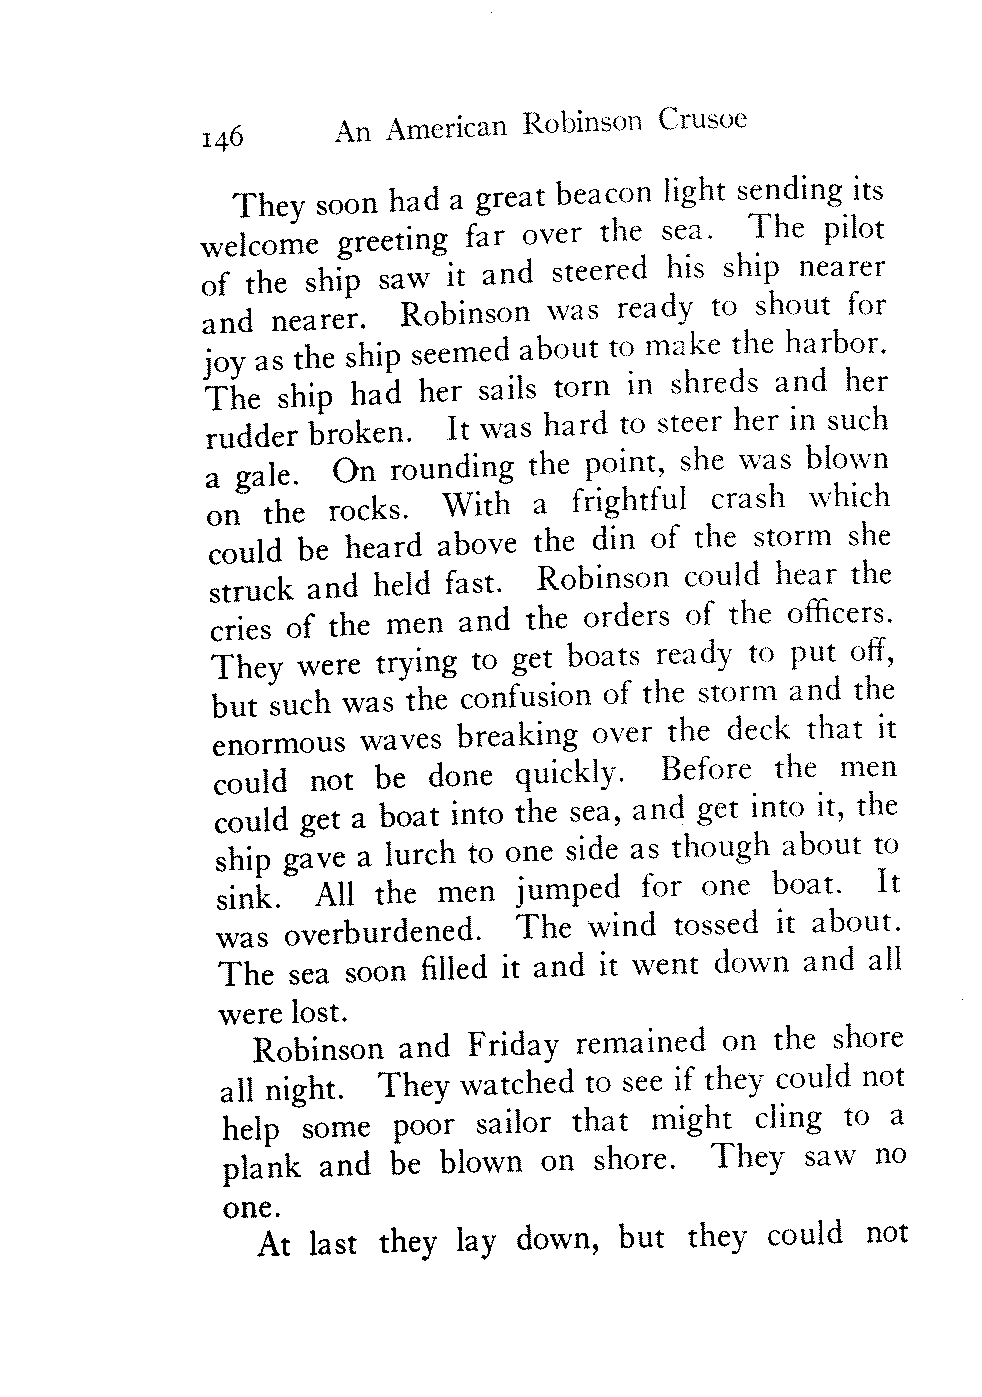 146 An American Robinson Crusoe
They soon had a great beacon light sending its
welcome greeting far over the sea. The pilot
of the ship saw it and steered his ship nearer
and nearer. Robinson was ready to shout for
joy as the ship seemed about to make the harbor.
The ship had her sails torn in shreds and her
rudder broken. It was hard to steer her in such
a gale. On rounding the point, she was blown
on the rocks. With a frightful crash which
could be heard above the din of the storm she
struck and held fast. Robinson could hear the
cries of the men and the orders of the officers.
They were trying to get boats ready to put off,
but such was the confusion of the storm and the
enormous waves breaking over the deck that it
could not be done quickly. Before the men
could get a boat into the sea, and get into it, the
ship gave a lurch to one side as though about to
sink. All the men jumped for one boat. It
was overburdened. The wind tossed it about.
The sea soon filled it and it went down and all
were lost.
Robinson and Friday remained on the shore
all night. They watched to see if they could not
help some poor sailor that might cling to a
plank and be blown on shore. They saw no
one.
At last they lay down, but they could not